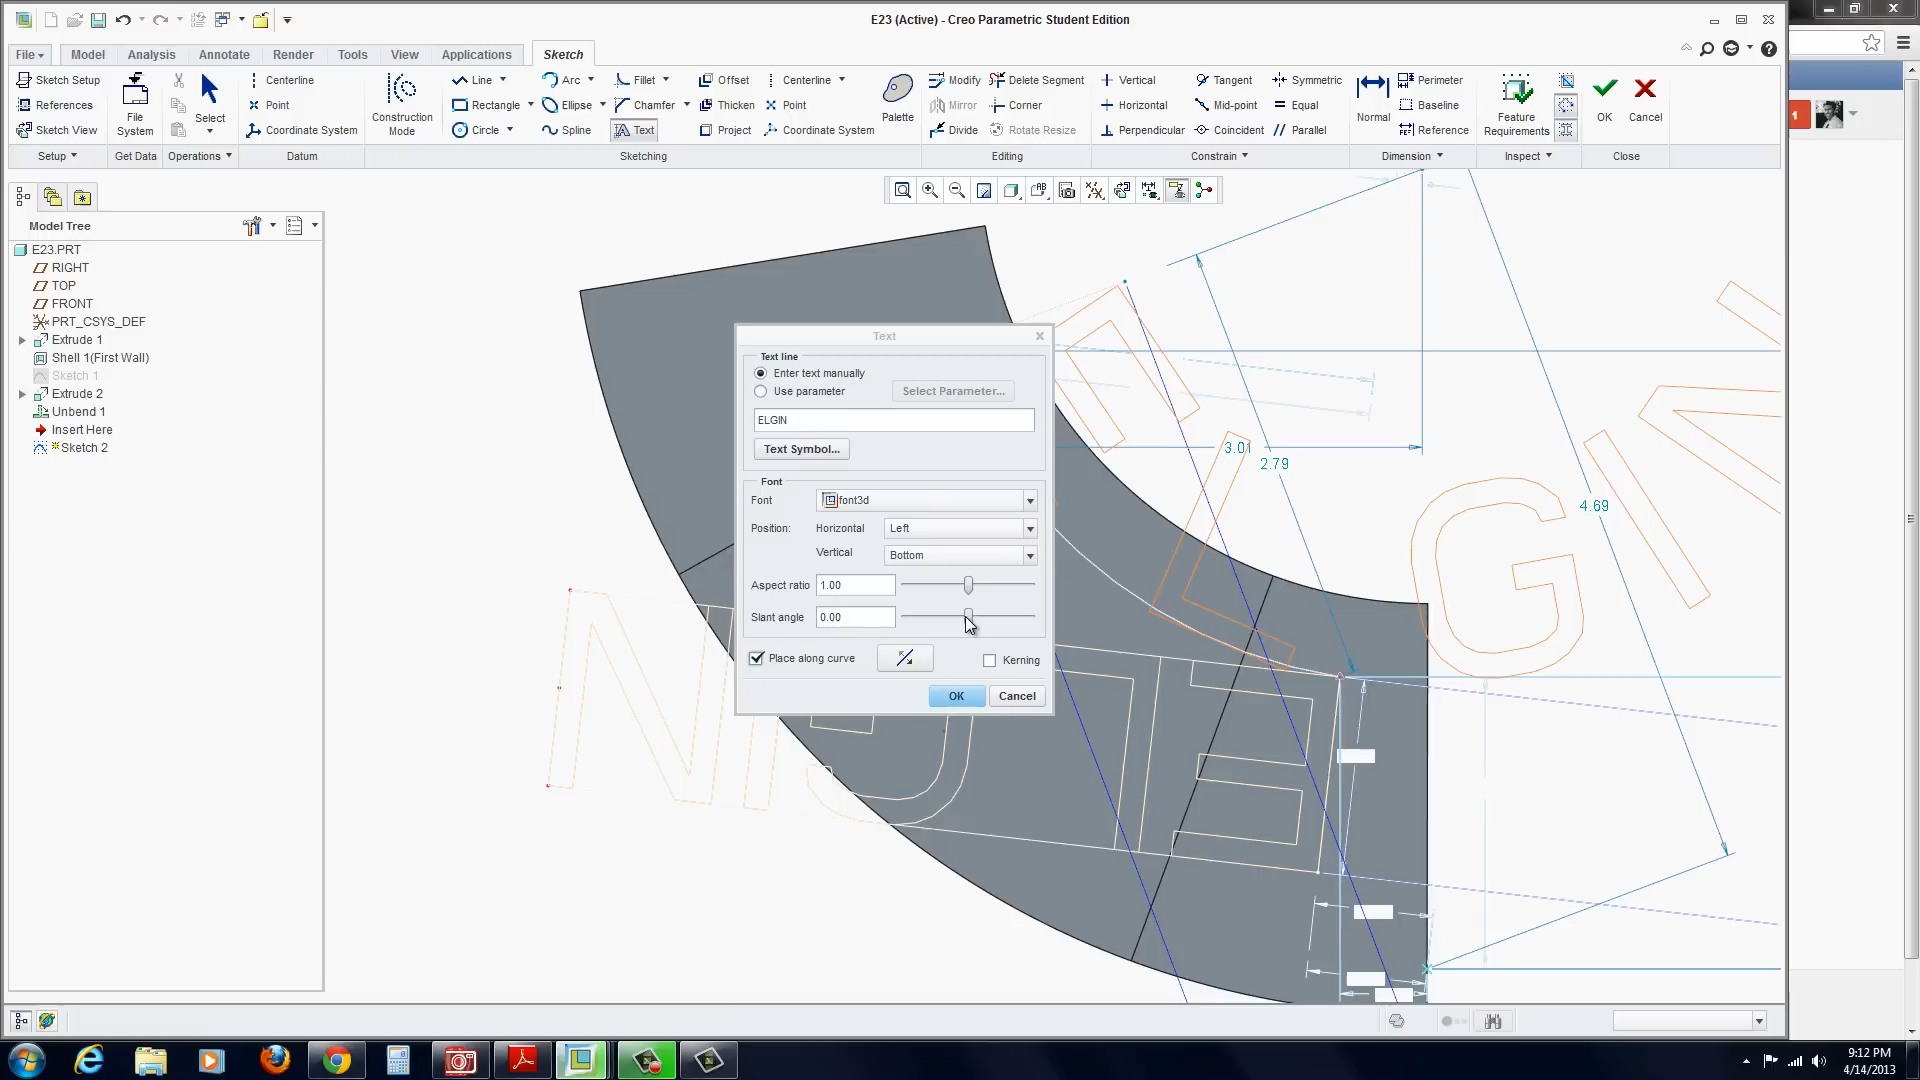 E23 (Active) - Creo Parametric Student Edition
File Model Analysis Annotate Render Tools View Applications Sketch
Sketch Setup
References
Sketch View
Setup
File System
Get Data
Select
Operations
Centerline
Point
Coordinate System
Datum
Construction Mode
Line Arc Fillet Offset Centerline
Rectangle Ellipse Chamfer Thicken Point
Circle Spline Text Project Coordinate System
Palette
Sketching
Modify Delete Segment
Mirror Corner
Divide Rotate Resize
Editing
Vertical Tangent Symmetric
Horizontal Mid-point Equal
Perpendicular Coincident Parallel
Constrain
Normal
Perimeter
Baseline
Reference
Dimension
Feature Requirements
Inspect
OK Cancel
Close
Model Tree
E23.PRT
RIGHT
TOP
FRONT
PRT_CSYS_DEF
Extrude 1
Shell 1(First Wall)
Sketch 1
Extrude 2
Unbend 1
Insert Here
Sketch 2
Text
Text line
Enter text manually
Use parameter Select Parameter...
ELGIN
Text Symbol...
Font
Font font3d
Position: Horizontal Left
Vertical Bottom
Aspect ratio 1.00
Slant angle 0.00
Place along curve Kerning
OK Cancel
3.01
2.79
4.69
1
9:12 PM
4/14/2013